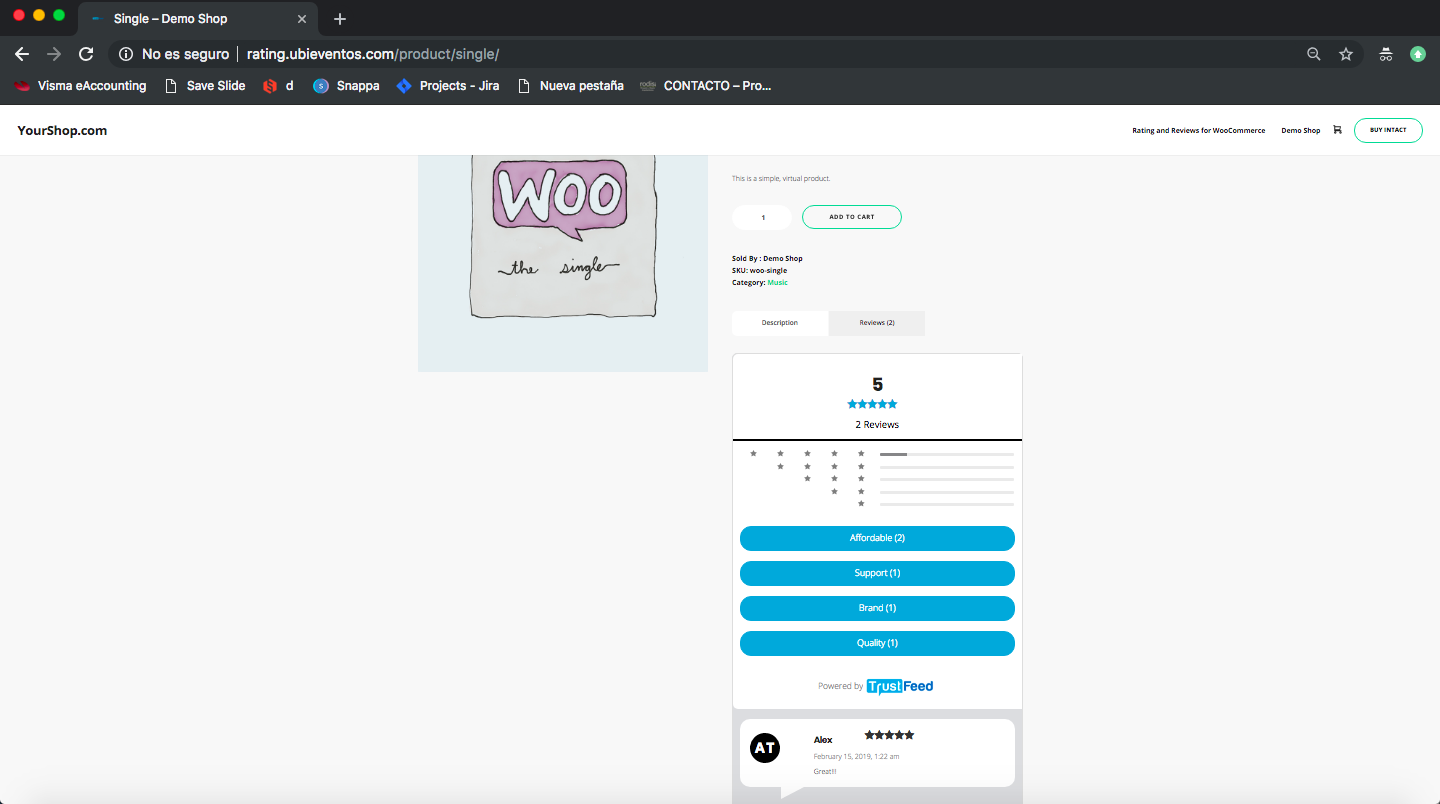 Single – Demo Shop
No es seguro rating.ubieventos.com/product/single/
Visma eAccounting Save Slide d Snappa Projects - Jira Nueva pestaña CONTACTO – Pro...
YourShop.com
Rating and Reviews for WooCommerce Demo Shop BUY INTACT
WOO
the single
This is a simple, virtual product.
1 ADD TO CART
Sold By : Demo Shop
SKU: woo-single
Category: Music
Description Reviews (2)
5
2 Reviews
Affordable (2)
Support (1)
Brand (1)
Quality (1)
Powered by TrustFeed
AT
Alex
February 15, 2019, 1:22 am
Great!!!